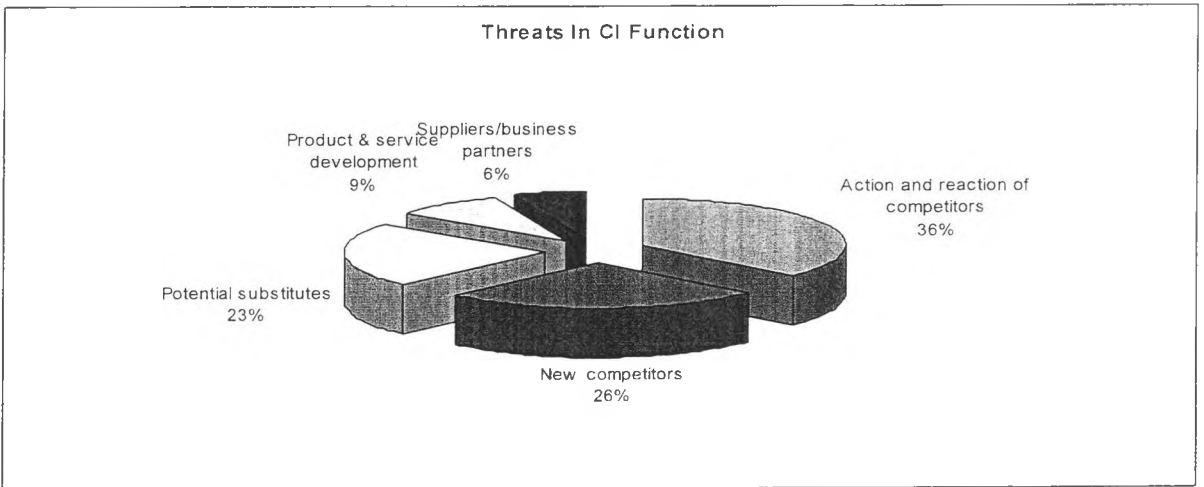 Threats In CI Function
Product & service
development
9%
Suppliers/business
partners
6%
Action and reaction of
competitors
36%
Potential substitutes
23%
New competitors
26%